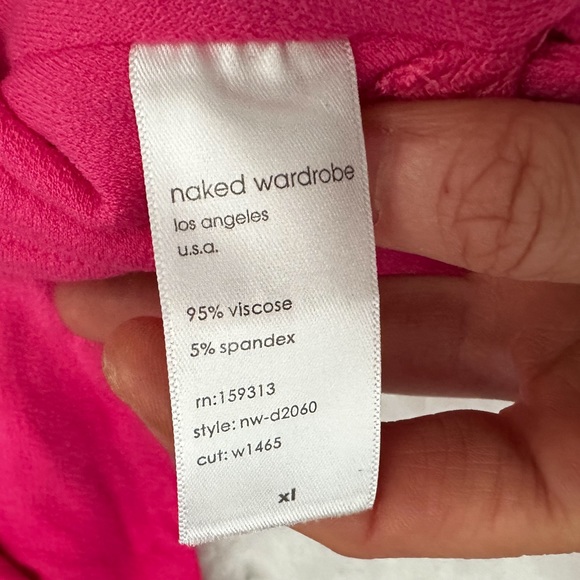 naked wardrobe
los angeles
u.s.a.
95% viscose
5% spandex
rn:159313
style: nw-d2060
cut: w1465
xl